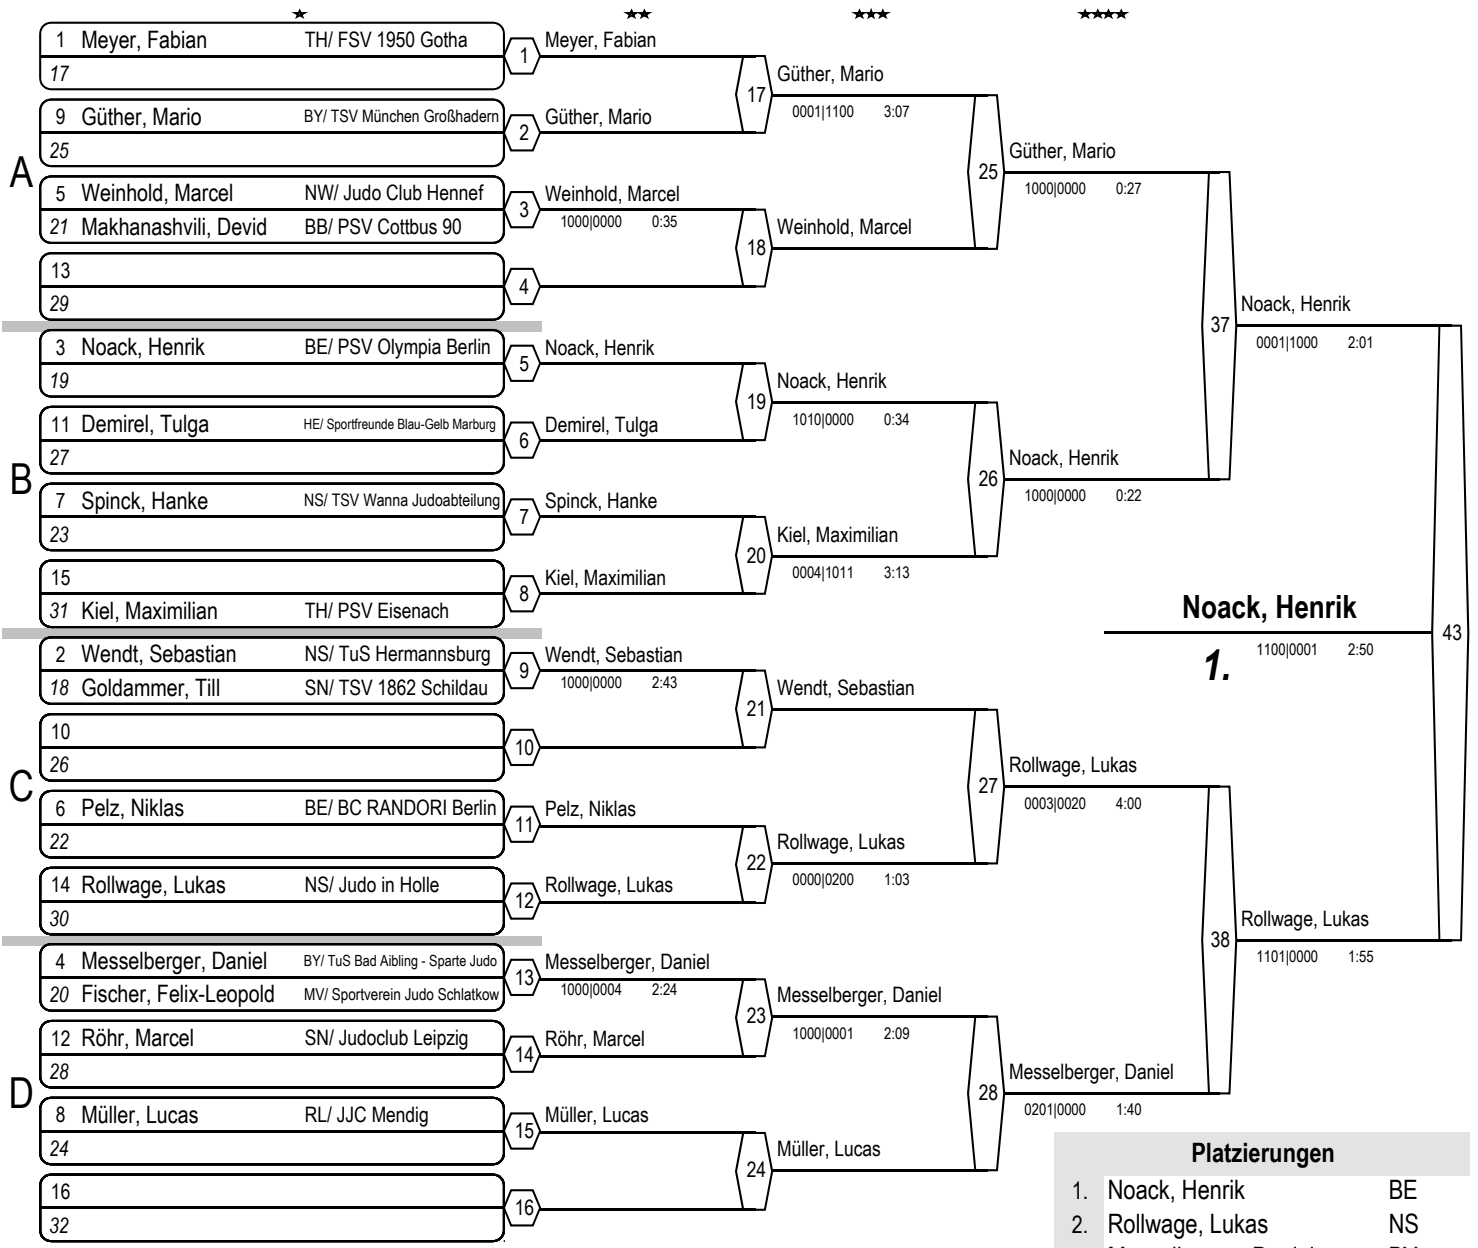 ★ ★★ ★★★ ★★★★
1 Meyer, Fabian TH/ FSV 1950 Gotha
17
1
Meyer, Fabian
9 Güther, Mario BY/ TSV München Großhadern
25
2
Güther, Mario
17
Güther, Mario
0001|1100 3:07
A
5 Weinhold, Marcel NW/ Judo Club Hennef
21 Makhanashvili, Devid BB/ PSV Cottbus 90
3
Weinhold, Marcel
1000|0000 0:35
13
29
4
18
Weinhold, Marcel
25
Güther, Mario
1000|0000 0:27
3 Noack, Henrik BE/ PSV Olympia Berlin
19
5
Noack, Henrik
11 Demirel, Tulga HE/ Sportfreunde Blau-Gelb Marburg
27
6
Demirel, Tulga
19
Noack, Henrik
1010|0000 0:34
B
7 Spinck, Hanke NS/ TSV Wanna Judoabteilung
23
7
Spinck, Hanke
15
31 Kiel, Maximilian TH/ PSV Eisenach
8
Kiel, Maximilian
20
Kiel, Maximilian
0004|1011 3:13
26
Noack, Henrik
1000|0000 0:22
37
Noack, Henrik
0001|1000 2:01
2 Wendt, Sebastian NS/ TuS Hermannsburg
18 Goldammer, Till SN/ TSV 1862 Schildau
9
Wendt, Sebastian
1000|0000 2:43
10
26
10
21
Wendt, Sebastian
C
6 Pelz, Niklas BE/ BC RANDORI Berlin
22
11
Pelz, Niklas
14 Rollwage, Lukas NS/ Judo in Holle
30
12
Rollwage, Lukas
22
Rollwage, Lukas
0000|0200 1:03
27
Rollwage, Lukas
0003|0020 4:00
4 Messelberger, Daniel BY/ TuS Bad Aibling - Sparte Judo
20 Fischer, Felix-Leopold MV/ Sportverein Judo Schlatkow
13
Messelberger, Daniel
1000|0004 2:24
12 Röhr, Marcel SN/ Judoclub Leipzig
28
14
Röhr, Marcel
23
Messelberger, Daniel
1000|0001 2:09
D
8 Müller, Lucas RL/ JJC Mendig
24
15
Müller, Lucas
16
32
16
24
Müller, Lucas
28
Messelberger, Daniel
0201|0000 1:40
38
Rollwage, Lukas
1101|0000 1:55
43
Noack, Henrik
1. 1100|0001 2:50
Platzierungen
1. Noack, Henrik BE
2. Rollwage, Lukas NS